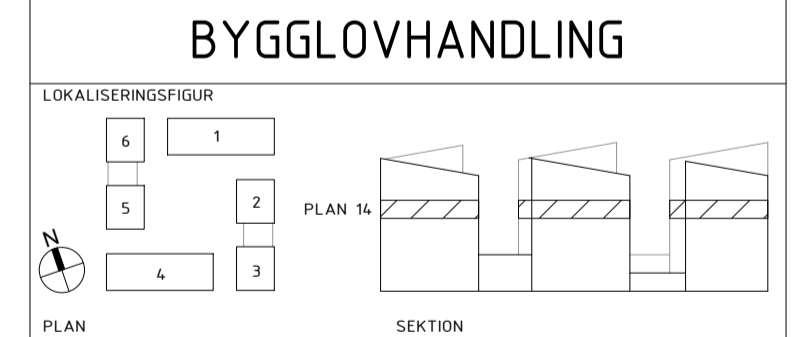 BYGGLOVHANDLING
LOKALISERINGSFIGUR
6 1
5 2
PLAN 14
N
4 3
PLAN
SEKTION